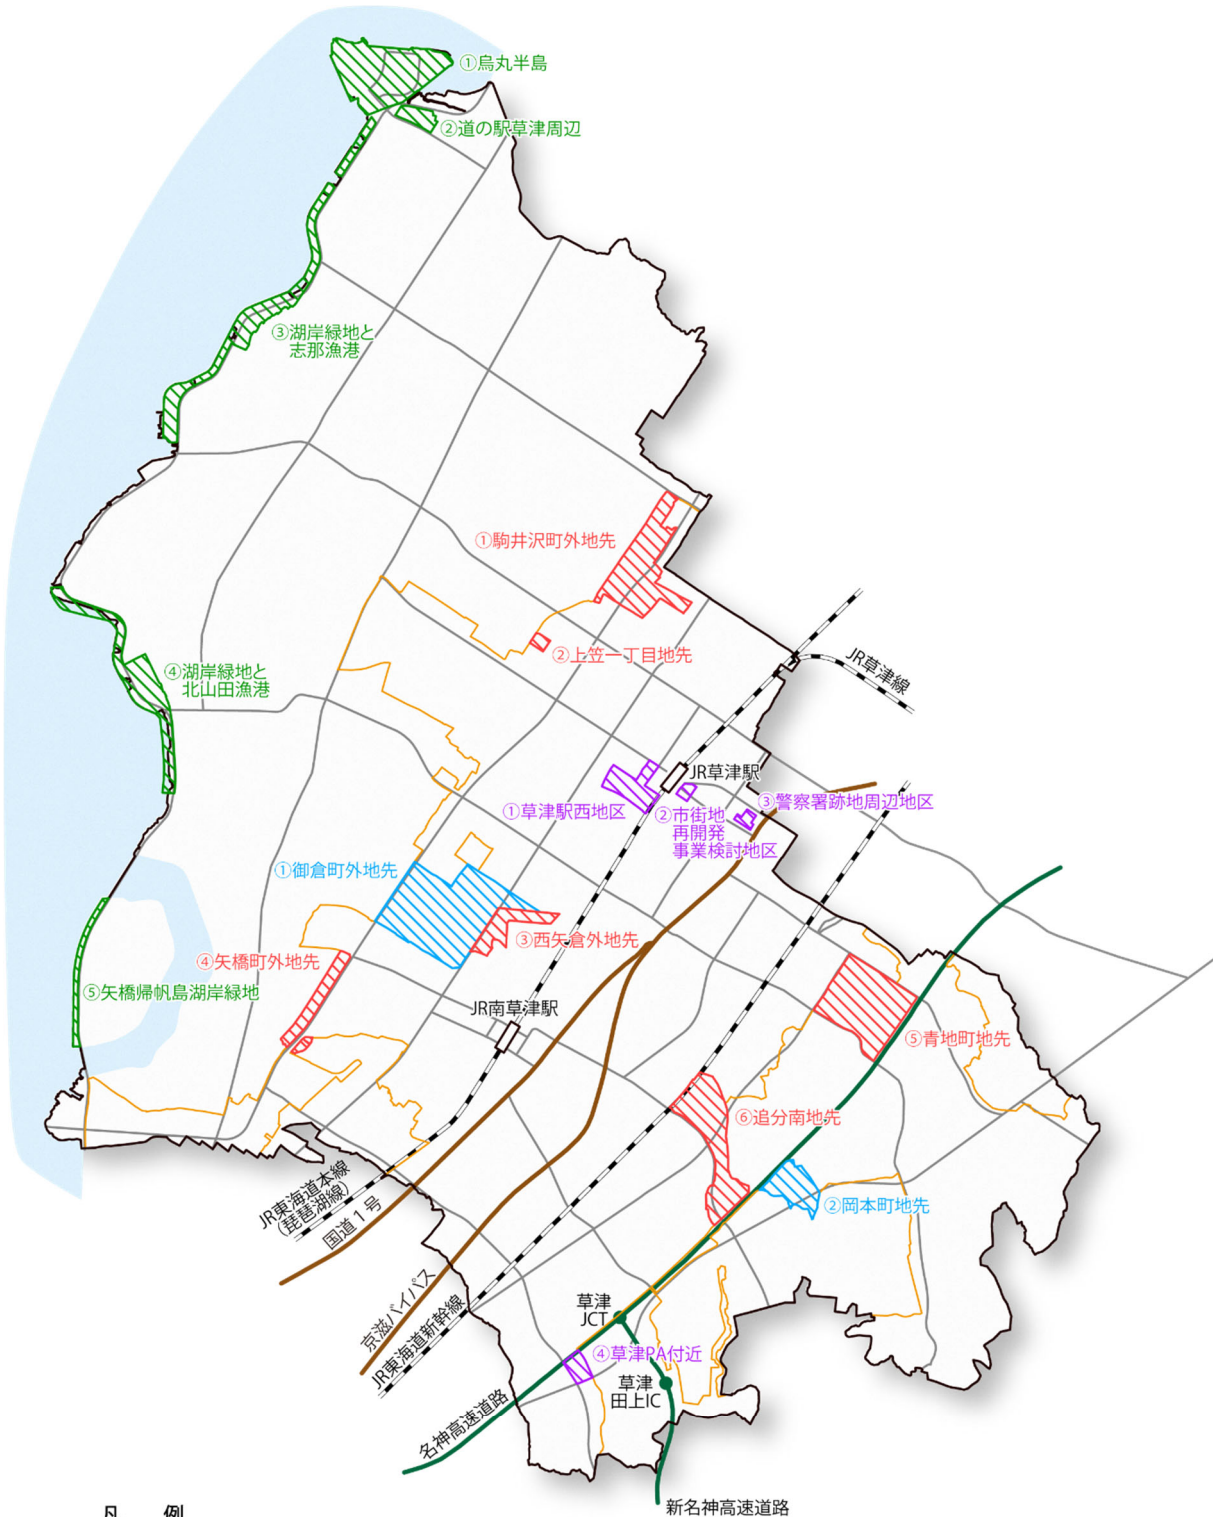 ①烏丸半島
②道の駅草津周辺
③湖岸緑地と
志那漁港
①駒井沢町外地先
②上笠一丁目地先
JR草津線
④湖岸緑地と
北山田漁港
JR草津駅
①草津駅西地区
②市街地
再開発
事業検討地区
③警察署跡地周辺地区
①御倉町外地先
③西矢倉外地先
④矢橋町外地先
⑤矢橋帰帆島湖岸緑地
JR南草津駅
⑤青地町地先
⑥追分南地先
②岡本町地先
JR東海道本線
(琵琶湖線)
国道1号
京滋バイパス
JR東海道新幹線
草津
JCT
④草津PA付近
草津
田上IC
名神高速道路
新名神高速道路
凡 例